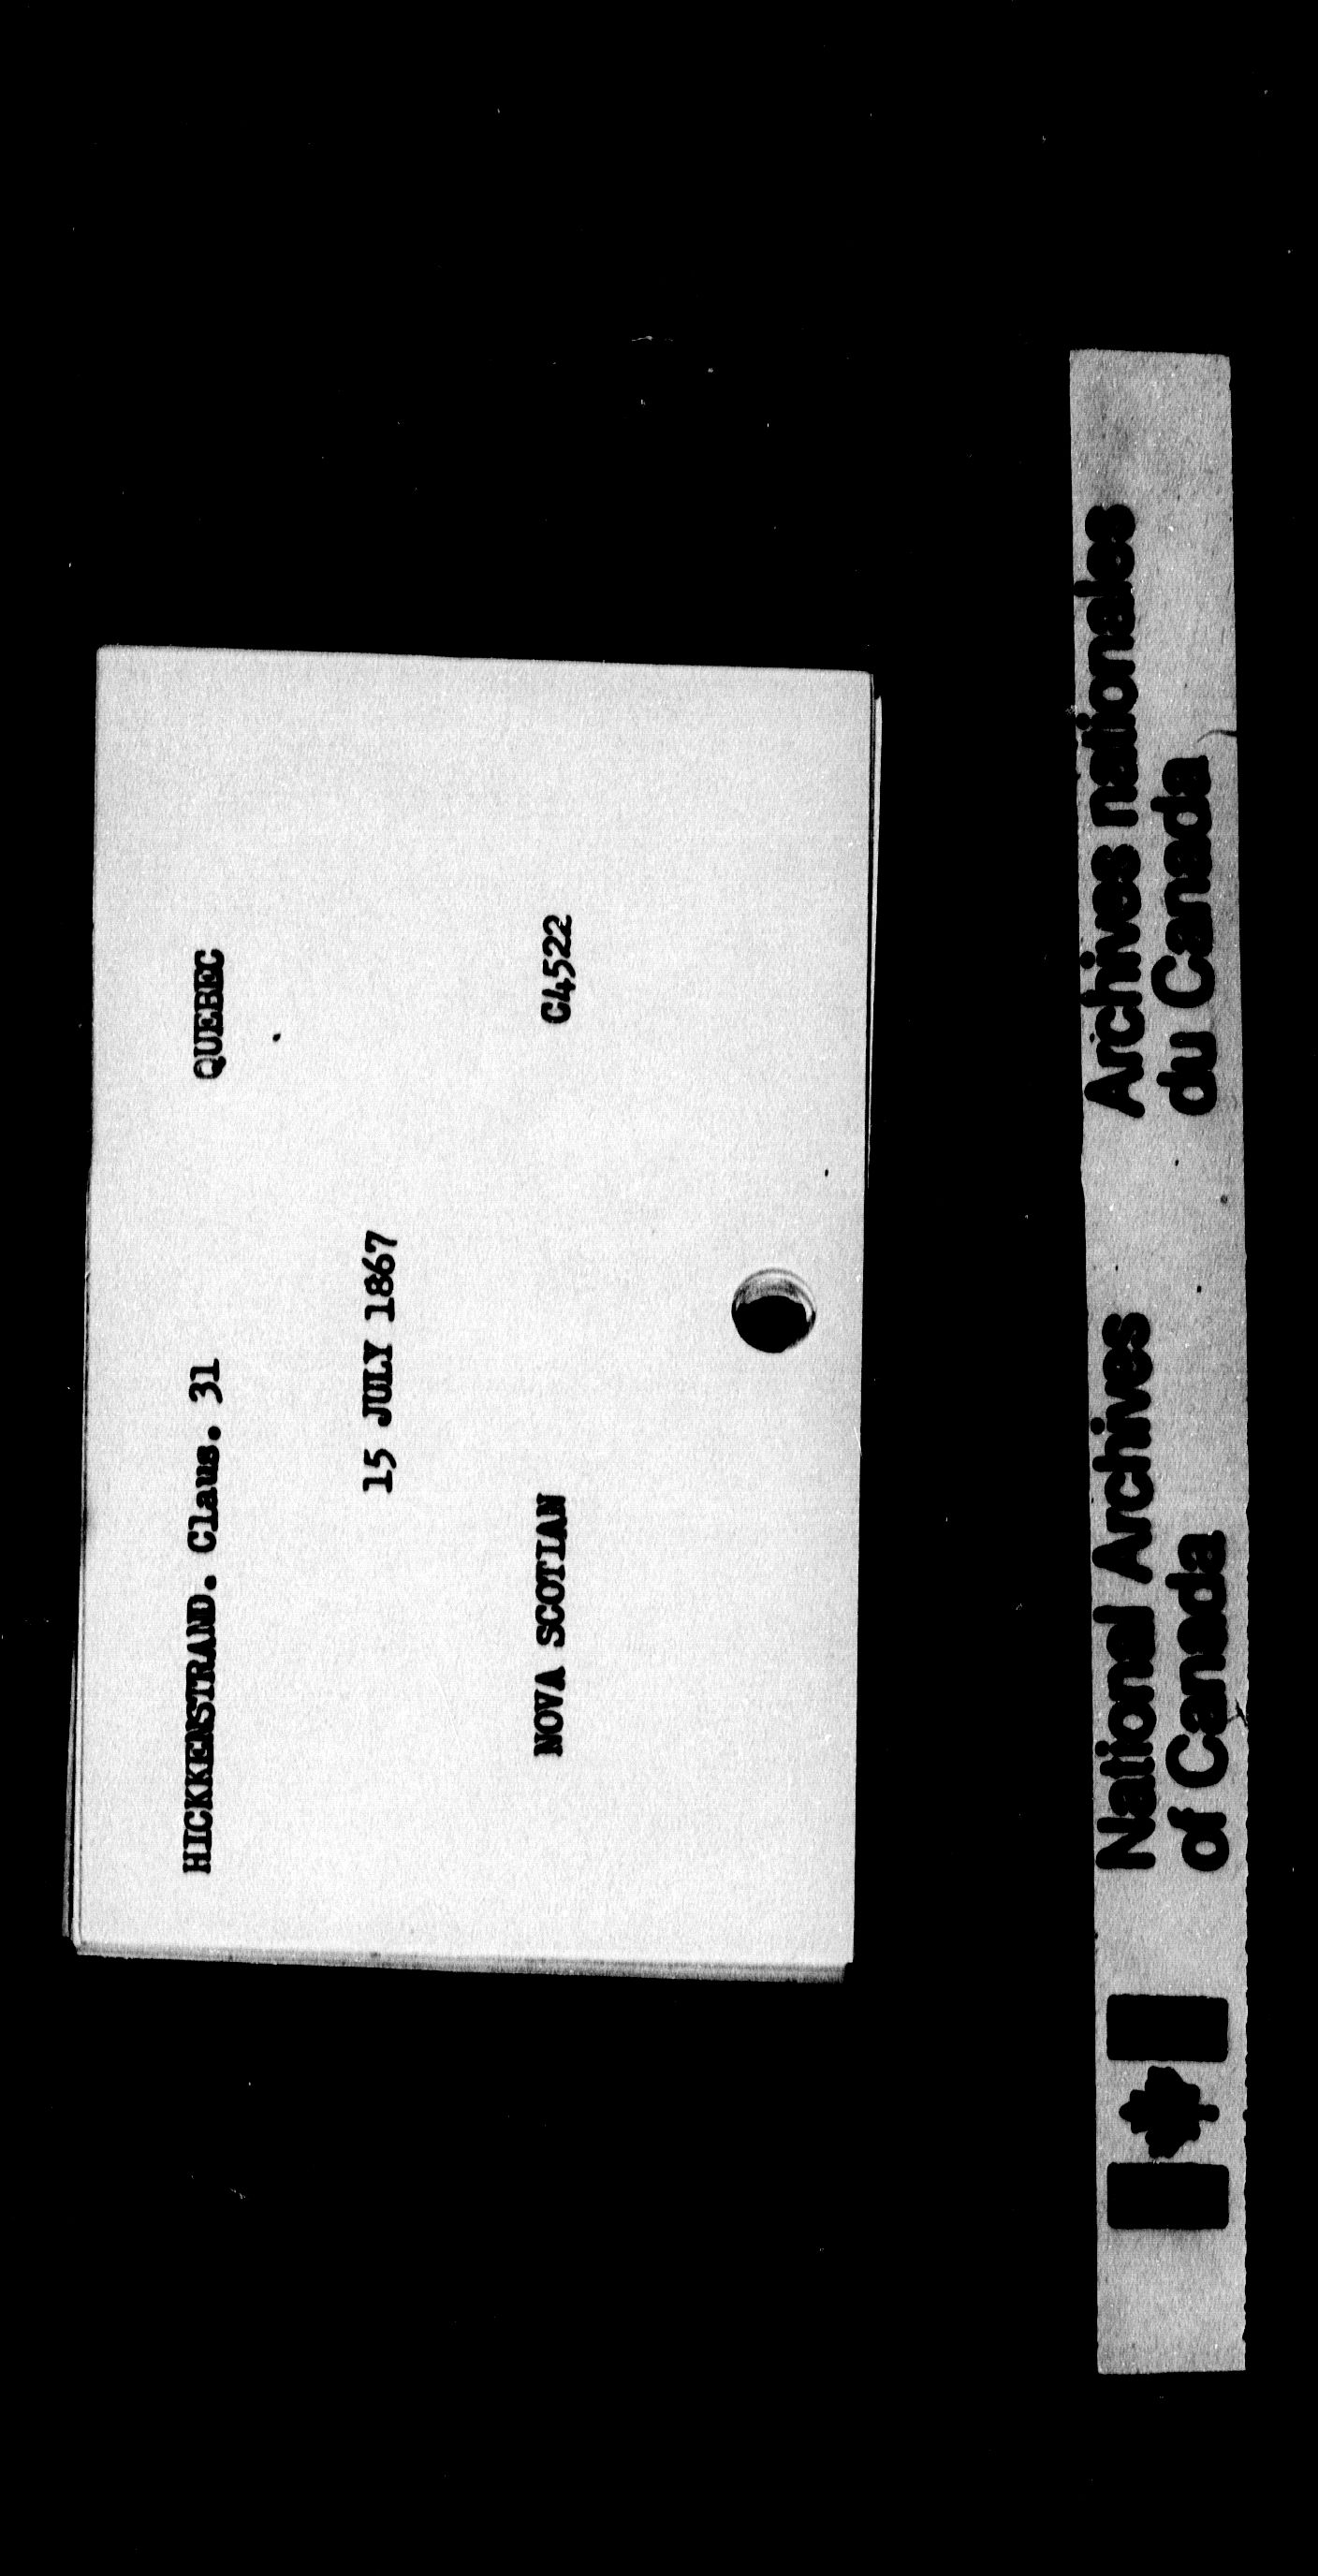 HICKKENSTRAND. Claus. 31 QUEBEC
15 JULY 1867
NOVA SCOTIAN C4522
National Archives of Canada
Archives nationales du Canada